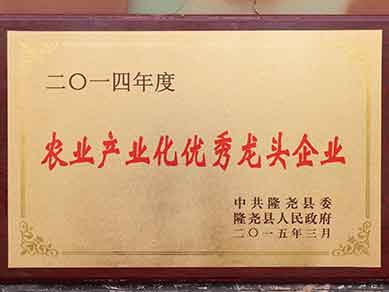 二〇一四年度
农业产业化优秀龙头企业
中共隆尧县委
隆尧县人民政府
二〇一五年三月